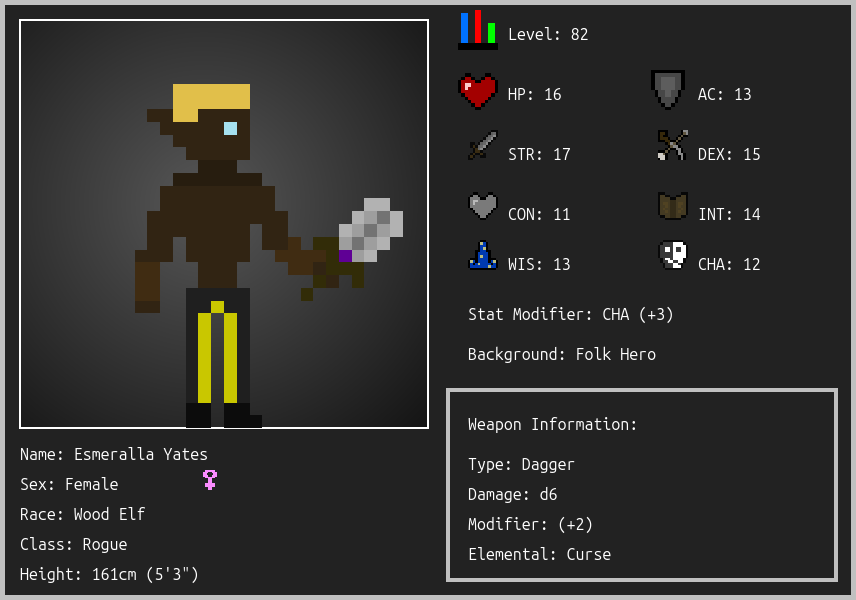 Level: 82
HP: 16
AC: 13
STR: 17
DEX: 15
CON: 11
INT: 14
WIS: 13
CHA: 12
Stat Modifier: CHA (+3)
Background: Folk Hero
Weapon Information:
Type: Dagger
Damage: d6
Modifier: (+2)
Elemental: Curse
Name: Esmeralla Yates
Sex: Female
Race: Wood Elf
Class: Rogue
Height: 161cm (5'3")